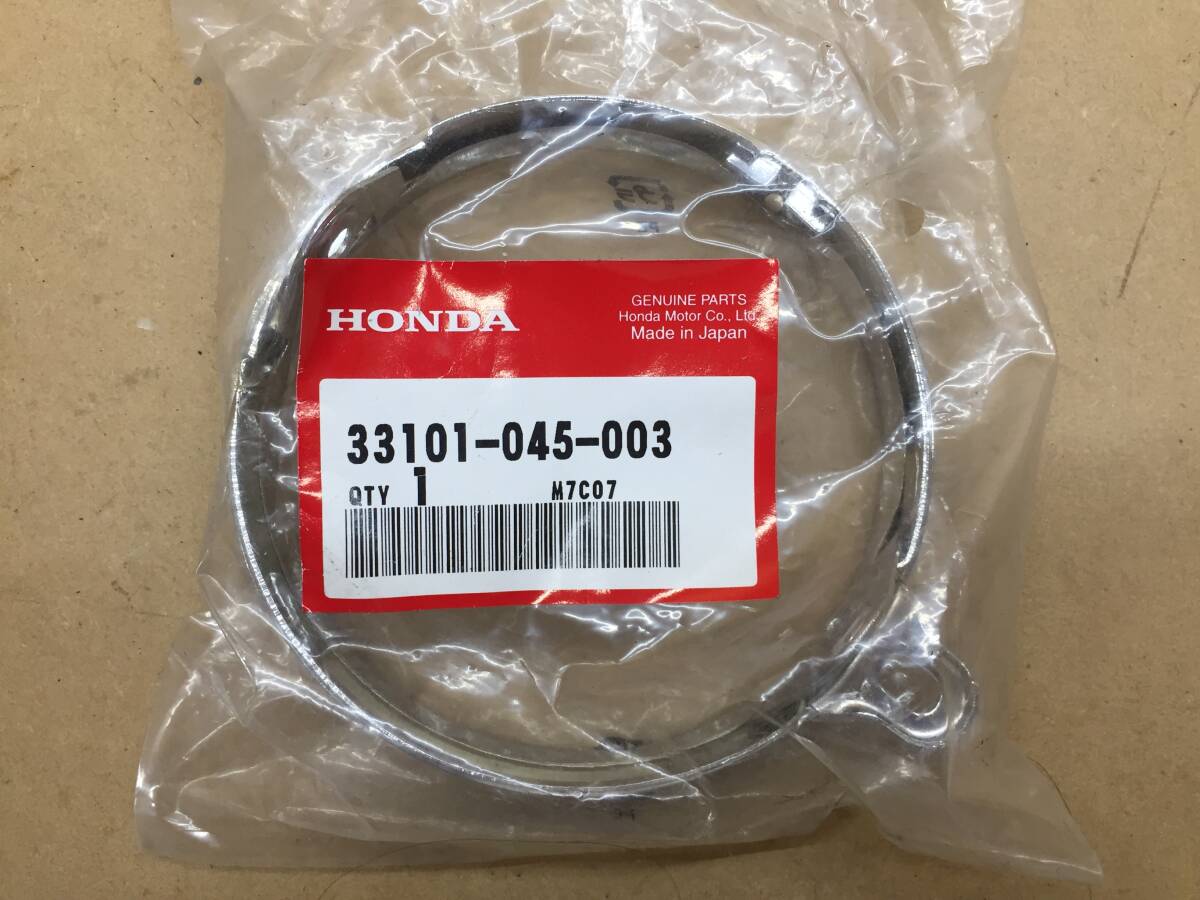 HONDA
GENUINE PARTS
Honda Motor Co., Ltd.
Made in Japan
33101-045-003
QTY 1 M7C07